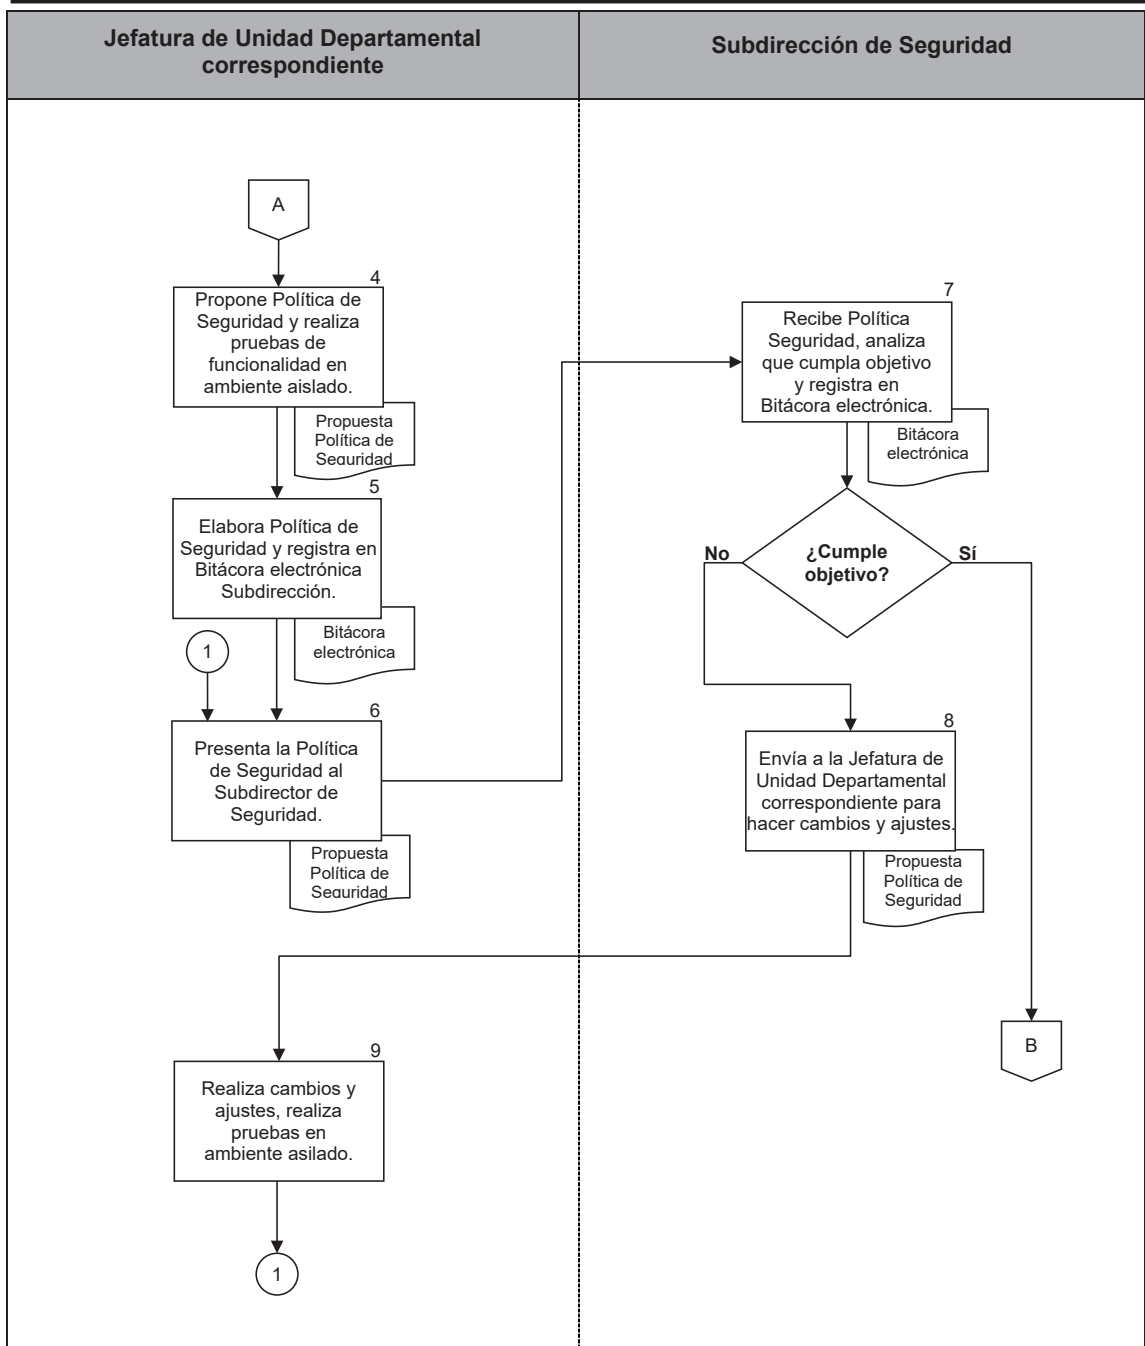 Jefatura de Unidad Departamental
correspondiente
Subdirección de Seguridad
A
4
Propone Política de
Seguridad y realiza
pruebas de
funcionalidad en
ambiente aislado.
Propuesta
Política de
Seguridad
5
Elabora Política de
Seguridad y registra en
Bitácora electrónica
Subdirección.
Bitácora
electrónica
1
6
Presenta la Política
de Seguridad al
Subdirector de
Seguridad.
Propuesta
Política de
Seguridad
7
Recibe Política
Seguridad, analiza
que cumpla objetivo
y registra en
Bitácora electrónica.
Bitácora
electrónica
¿Cumple
objetivo?
No
Sí
8
Envía a la Jefatura de
Unidad Departamental
correspondiente para
hacer cambios y ajustes.
Propuesta
Política de
Seguridad
B
9
Realiza cambios y
ajustes, realiza
pruebas en
ambiente asilado.
1